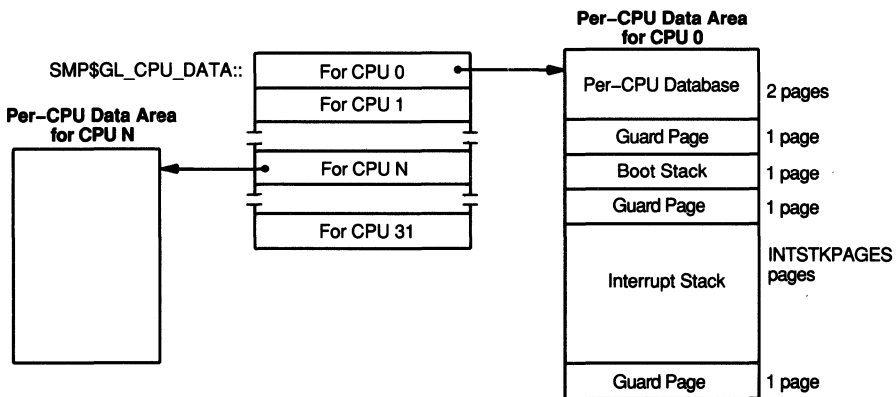 Per–CPU Data Area
for CPU 0
SMP$GL_CPU_DATA::
For CPU 0
For CPU 1
For CPU N
For CPU 31
Per–CPU Data Area
for CPU N
Per–CPU Database
2 pages
Guard Page
1 page
Boot Stack
1 page
Guard Page
1 page
Interrupt Stack
INTSTKPAGES
pages
Guard Page
1 page